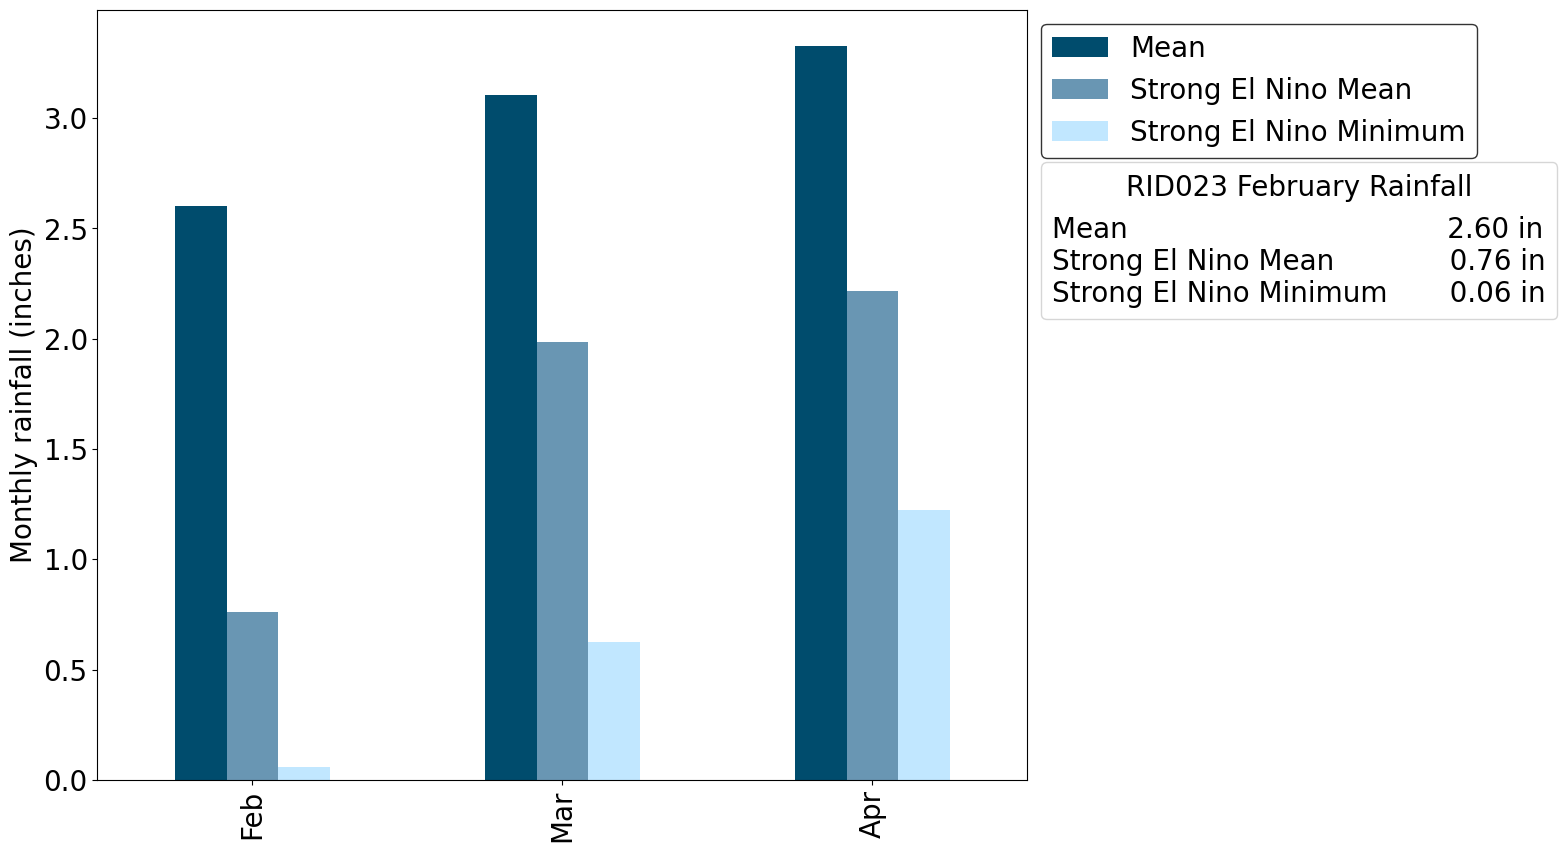 Monthly rainfall (inches)
3.0
2.5
2.0
1.5
1.0
0.5
0.0
Feb
Mar
Apr
Mean
Strong El Nino Mean
Strong El Nino Minimum
RID023 February Rainfall
Mean 2.60 in
Strong El Nino Mean 0.76 in
Strong El Nino Minimum 0.06 in